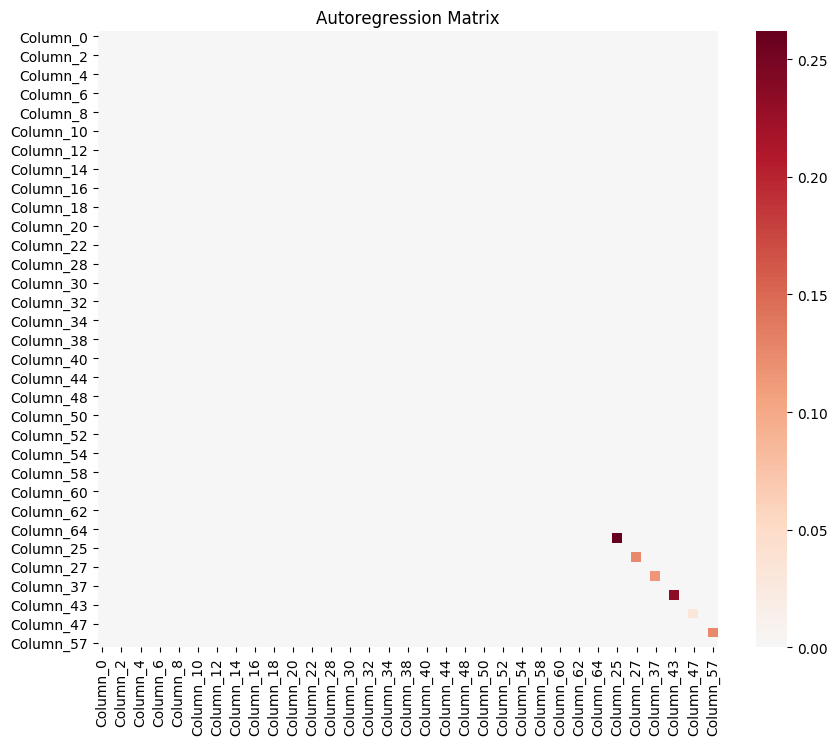 Autoregression Matrix
Column_0
Column_2
Column_4
Column_6
Column_8
Column_10
Column_12
Column_14
Column_16
Column_18
Column_20
Column_22
Column_28
Column_30
Column_32
Column_34
Column_38
Column_40
Column_44
Column_48
Column_50
Column_52
Column_54
Column_58
Column_60
Column_62
Column_64
Column_25
Column_27
Column_37
Column_43
Column_47
Column_57
Column_0
Column_2
Column_4
Column_6
Column_8
Column_10
Column_12
Column_14
Column_16
Column_18
Column_20
Column_22
Column_28
Column_30
Column_32
Column_34
Column_38
Column_40
Column_44
Column_48
Column_50
Column_52
Column_54
Column_58
Column_60
Column_62
Column_64
Column_25
Column_27
Column_37
Column_43
Column_47
Column_57
0.25
0.20
0.15
0.10
0.05
0.00